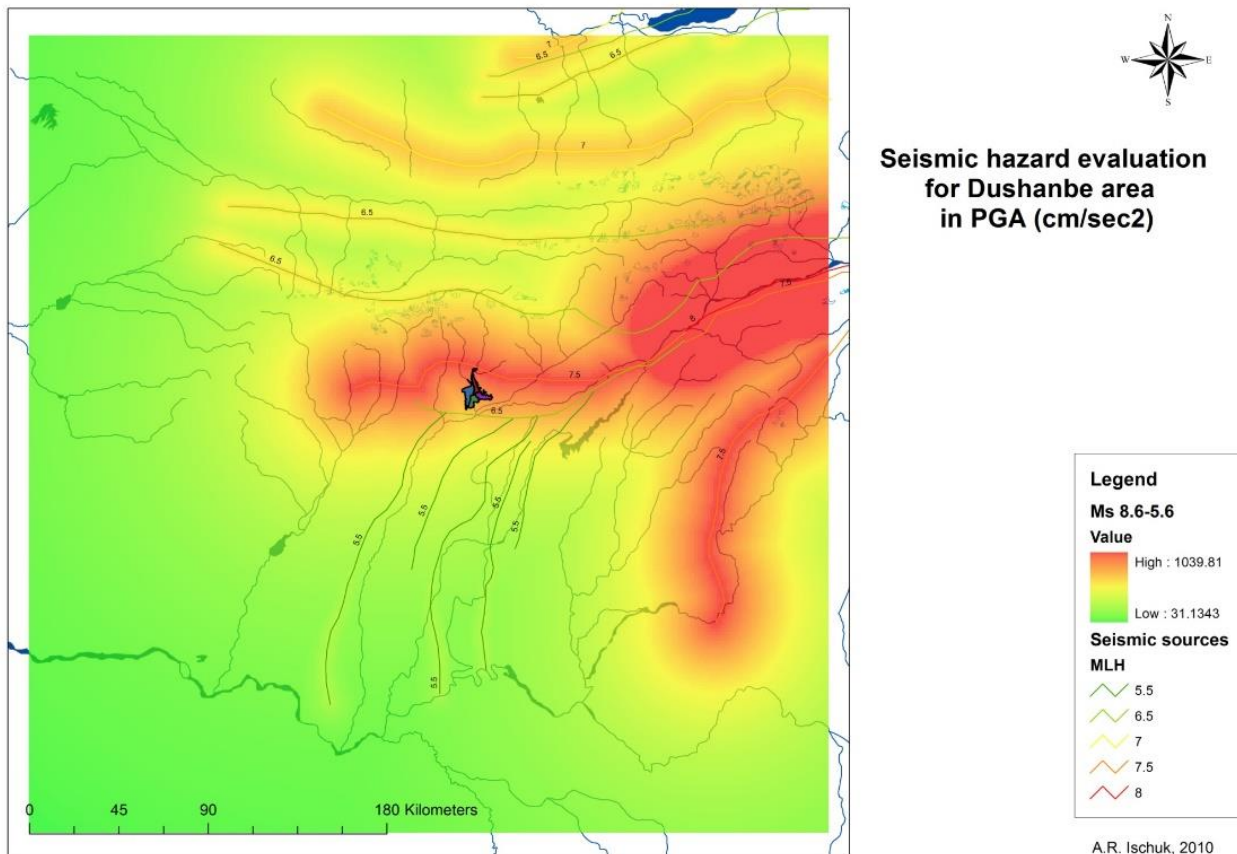 N
W E
S
Seismic hazard evaluation
for Dushanbe area
in PGA (cm/sec2)
7
6.5
6.5
7
6.5
6.5
7.5
8
7.5
6.5
7.5
5.5
5.5
5.5
5.5
5.5
0 45 90 180 Kilometers
Legend
Ms 8.6-5.6
Value
High : 1039.81
Low : 31.1343
Seismic sources
MLH
5.5
6.5
7
7.5
8
A.R. Ischuk, 2010